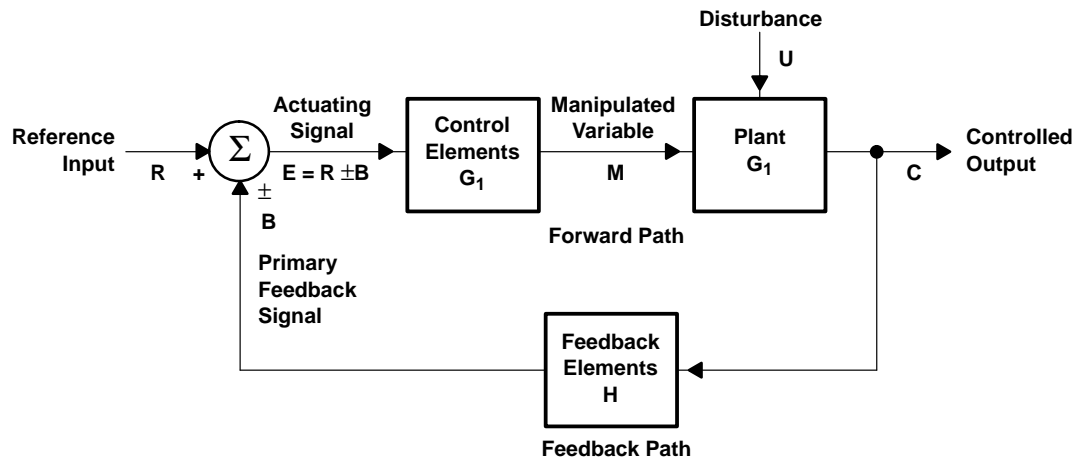 Disturbance
U
Actuating
Signal
Manipulated
Variable
Reference
Input
Σ
Control
Elements
G1
Plant
G1
Controlled
Output
R
+
±
B
E = R ±B
M
C
Forward Path
Primary
Feedback
Signal
Feedback
Elements
H
Feedback Path